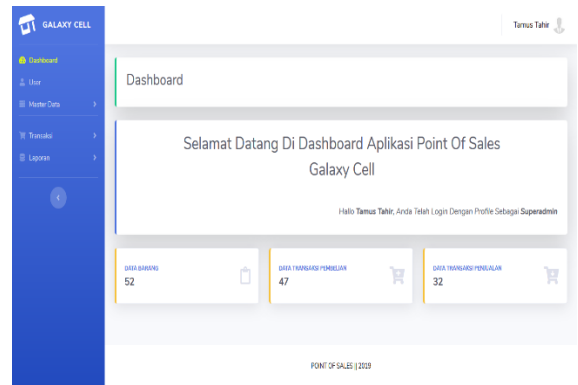 GALAXY CELL
Tamus Tahir
Dashboard
User
Master Data
Transaksi
Laporan
Dashboard
Selamat Datang Di Dashboard Aplikasi Point Of Sales
Galaxy Cell
Hallo Tamus Tahir, Anda Telah Login Dengan Profile Sebagai Superadmin
DATA BARANG
52
DATA TRANSAKSI PEMBELIAN
47
DATA TRANSAKSI PENJUALAN
32
POINT OF SALES || 2019